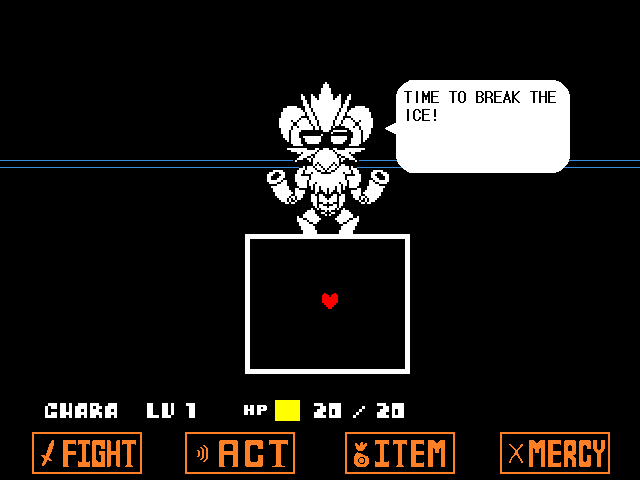 TIME TO BREAK THE
ICE!
CHARA LV 1 HP 20 / 20
FIGHT ACT ITEM MERCY